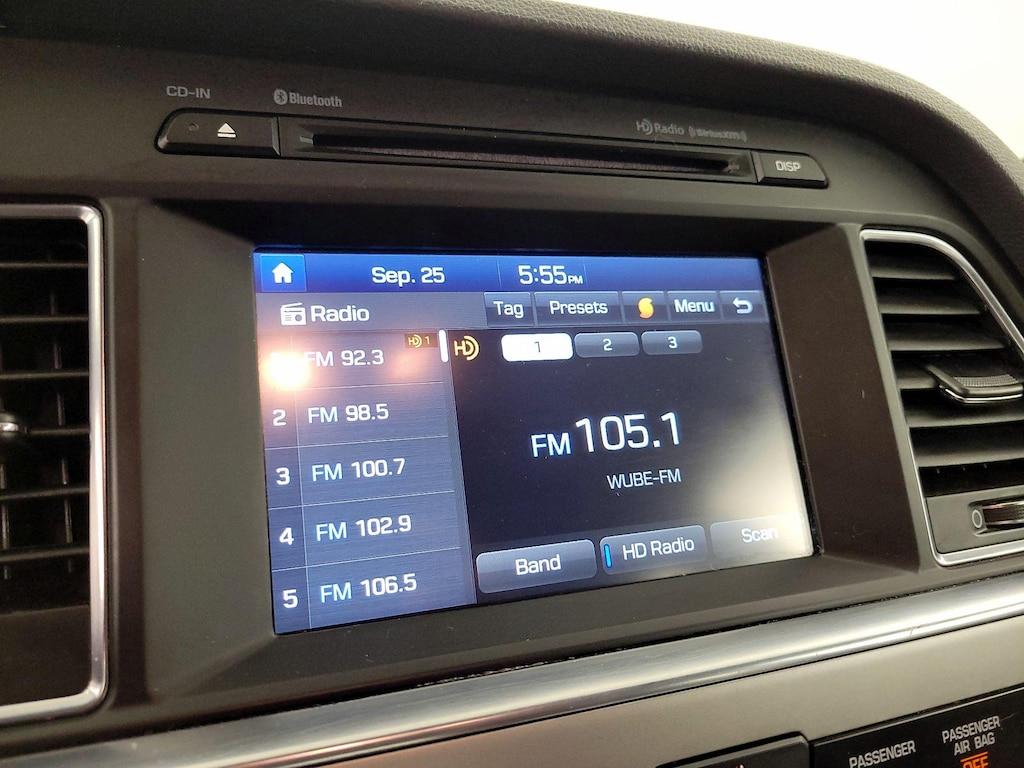 CD-IN
Bluetooth
HD Radio ((SiriusXM))
DISP
Sep. 25 5:55PM
Radio Tag Presets Menu
FM 92.3 HD 1
HD 1 2 3
2 FM 98.5
3 FM 100.7
4 FM 102.9
5 FM 106.5
FM 105.1
WUBE-FM
Band HD Radio Scan
PASSENGER
PASSENGER
AIR BAG
OFF